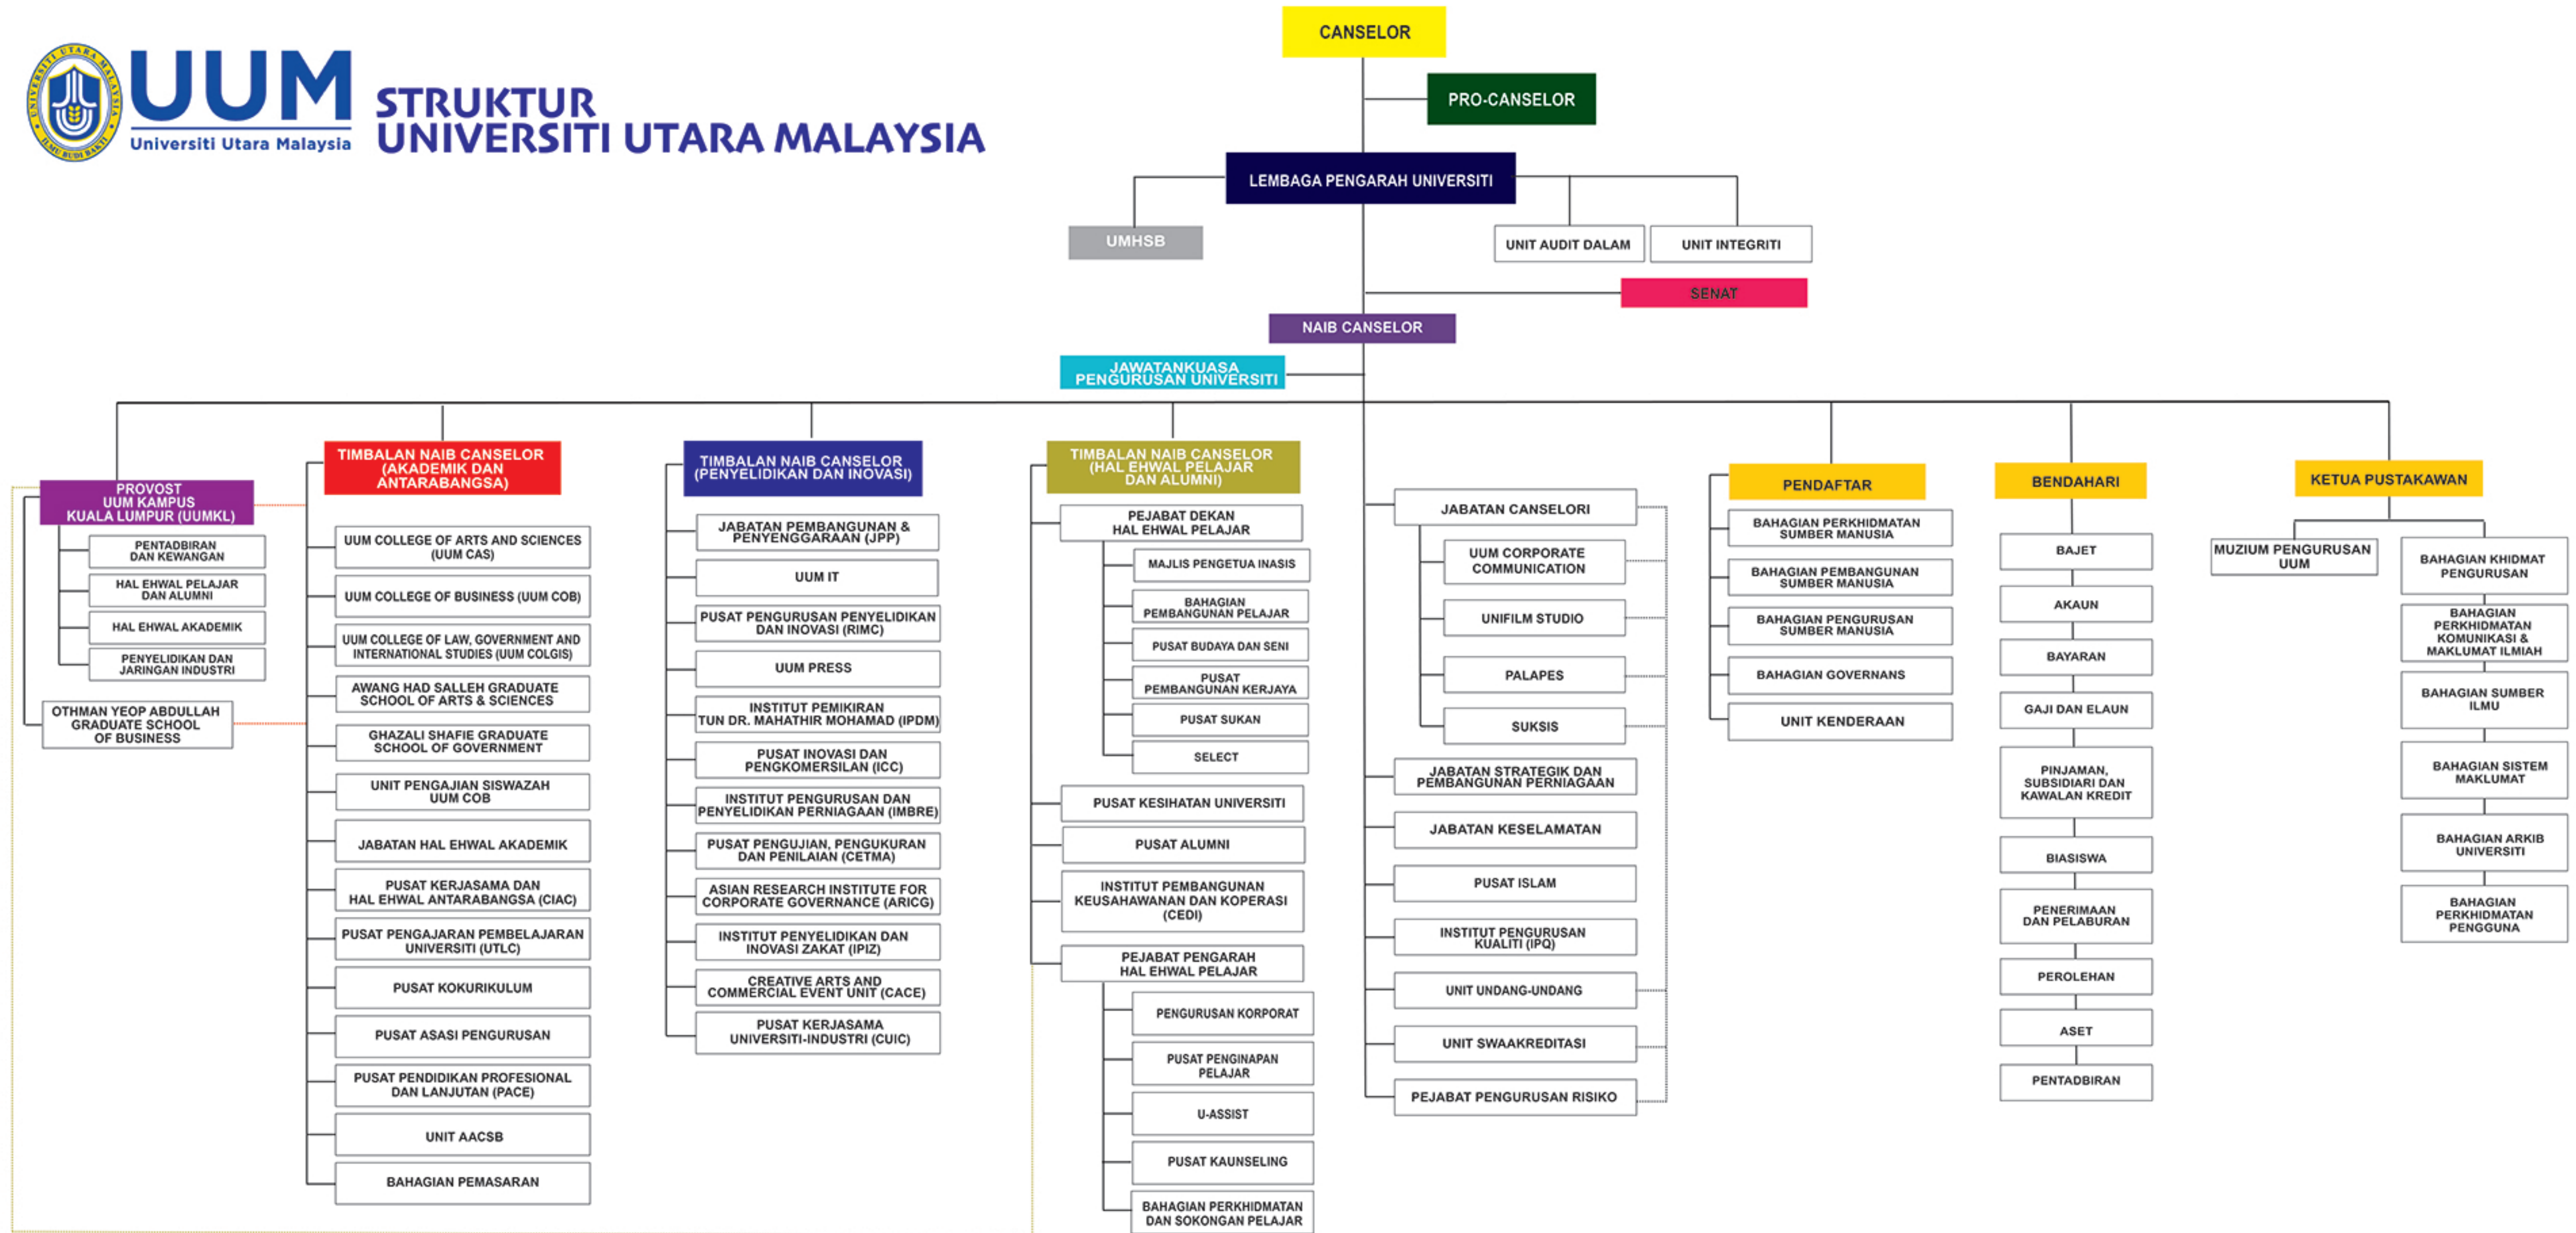 UNIVERSITI UTARA MALAYSIA
ILMU BUDI BAKTI
UUM
Universiti Utara Malaysia
STRUKTUR
UNIVERSITI UTARA MALAYSIA
CANSELOR
PRO-CANSELOR
LEMBAGA PENGARAH UNIVERSITI
UMHSB
UNIT AUDIT DALAM
UNIT INTEGRITI
SENAT
NAIB CANSELOR
JAWATANKUASA
PENGURUSAN UNIVERSITI
PROVOST
UUM KAMPUS
KUALA LUMPUR (UUMKL)
PENTADBIRAN
DAN KEWANGAN
HAL EHWAL PELAJAR
DAN ALUMNI
HAL EHWAL AKADEMIK
PENYELIDIKAN DAN
JARINGAN INDUSTRI
OTHMAN YEOP ABDULLAH
GRADUATE SCHOOL
OF BUSINESS
TIMBALAN NAIB CANSELOR
(AKADEMIK DAN
ANTARABANGSA)
UUM COLLEGE OF ARTS AND SCIENCES
(UUM CAS)
UUM COLLEGE OF BUSINESS (UUM COB)
UUM COLLEGE OF LAW, GOVERNMENT AND
INTERNATIONAL STUDIES (UUM COLGIS)
AWANG HAD SALLEH GRADUATE
SCHOOL OF ARTS & SCIENCES
GHAZALI SHAFIE GRADUATE
SCHOOL OF GOVERNMENT
UNIT PENGAJIAN SISWAZAH
UUM COB
JABATAN HAL EHWAL AKADEMIK
PUSAT KERJASAMA DAN
HAL EHWAL ANTARABANGSA (CIAC)
PUSAT PENGAJARAN PEMBELAJARAN
UNIVERSITI (UTLC)
PUSAT KOKURIKULUM
PUSAT ASASI PENGURUSAN
PUSAT PENDIDIKAN PROFESIONAL
DAN LANJUTAN (PACE)
UNIT AACSB
BAHAGIAN PEMASARAN
TIMBALAN NAIB CANSELOR
(PENYELIDIKAN DAN INOVASI)
JABATAN PEMBANGUNAN &
PENYENGGARAAN (JPP)
UUM IT
PUSAT PENGURUSAN PENYELIDIKAN
DAN INOVASI (RIMC)
UUM PRESS
INSTITUT PEMIKIRAN
TUN DR. MAHATHIR MOHAMAD (IPDM)
PUSAT INOVASI DAN
PENGKOMERSILAN (ICC)
INSTITUT PENGURUSAN DAN
PENYELIDIKAN PERNIAGAAN (IMBRE)
PUSAT PENGUJIAN, PENGUKURAN
DAN PENILAIAN (CETMA)
ASIAN RESEARCH INSTITUTE FOR
CORPORATE GOVERNANCE (ARICG)
INSTITUT PENYELIDIKAN DAN
INOVASI ZAKAT (IPIZ)
CREATIVE ARTS AND
COMMERCIAL EVENT UNIT (CACE)
PUSAT KERJASAMA
UNIVERSITI-INDUSTRI (CUIC)
TIMBALAN NAIB CANSELOR
(HAL EHWAL PELAJAR
DAN ALUMNI)
PEJABAT DEKAN
HAL EHWAL PELAJAR
MAJLIS PENGETUA INASIS
BAHAGIAN
PEMBANGUNAN PELAJAR
PUSAT BUDAYA DAN SENI
PUSAT
PEMBANGUNAN KERJAYA
PUSAT SUKAN
SELECT
PUSAT KESIHATAN UNIVERSITI
PUSAT ALUMNI
INSTITUT PEMBANGUNAN
KEUSAHAWANAN DAN KOPERASI
(CEDI)
PEJABAT PENGARAH
HAL EHWAL PELAJAR
PENGURUSAN KORPORAT
PUSAT PENGINAPAN
PELAJAR
U-ASSIST
PUSAT KAUNSELING
BAHAGIAN PERKHIDMATAN
DAN SOKONGAN PELAJAR
JABATAN CANSELORI
UUM CORPORATE
COMMUNICATION
UNIFILM STUDIO
PALAPES
SUKSIS
JABATAN STRATEGIK DAN
PEMBANGUNAN PERNIAGAAN
JABATAN KESELAMATAN
PUSAT ISLAM
INSTITUT PENGURUSAN
KUALITI (IPQ)
UNIT UNDANG-UNDANG
UNIT SWAAKREDITASI
PEJABAT PENGURUSAN RISIKO
PENDAFTAR
BAHAGIAN PERKHIDMATAN
SUMBER MANUSIA
BAHAGIAN PEMBANGUNAN
SUMBER MANUSIA
BAHAGIAN PENGURUSAN
SUMBER MANUSIA
BAHAGIAN GOVERNANS
UNIT KENDERAAN
BENDAHARI
BAJET
AKAUN
BAYARAN
GAJI DAN ELAUN
PINJAMAN,
SUBSIDIARI DAN
KAWALAN KREDIT
BIASISWA
PENERIMAAN
DAN PELABURAN
PEROLEHAN
ASET
PENTADBIRAN
KETUA PUSTAKAWAN
MUZIUM PENGURUSAN
UUM
BAHAGIAN KHIDMAT
PENGURUSAN
BAHAGIAN
PERKHIDMATAN
KOMUNIKASI &
MAKLUMAT ILMIAH
BAHAGIAN SUMBER
ILMU
BAHAGIAN SISTEM
MAKLUMAT
BAHAGIAN ARKIB
UNIVERSITI
BAHAGIAN
PERKHIDMATAN
PENGGUNA